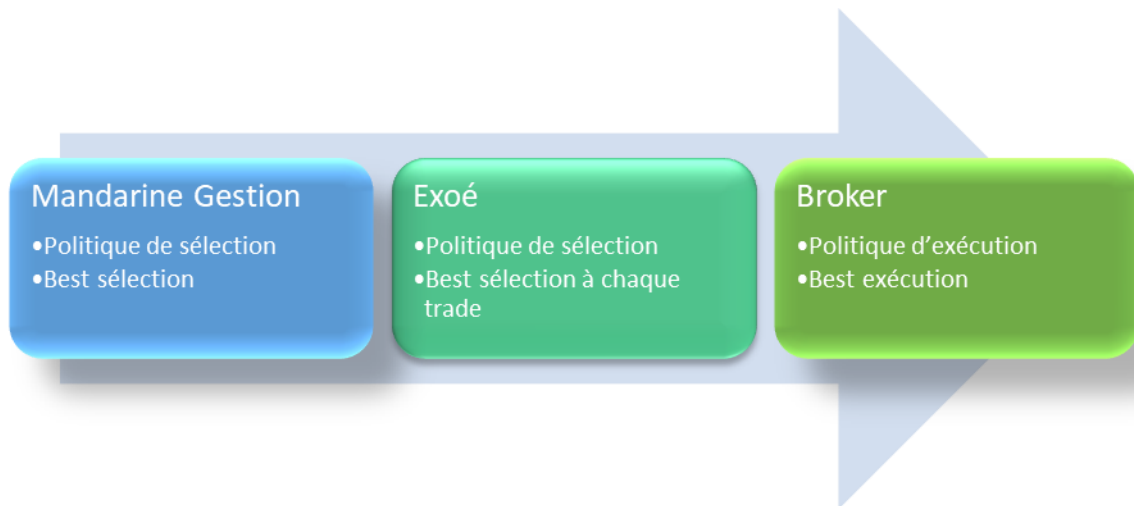 Mandarine Gestion
•Politique de sélection
•Best sélection
Exoé
•Politique de sélection
•Best sélection à chaque
trade
Broker
•Politique d'exécution
•Best exécution